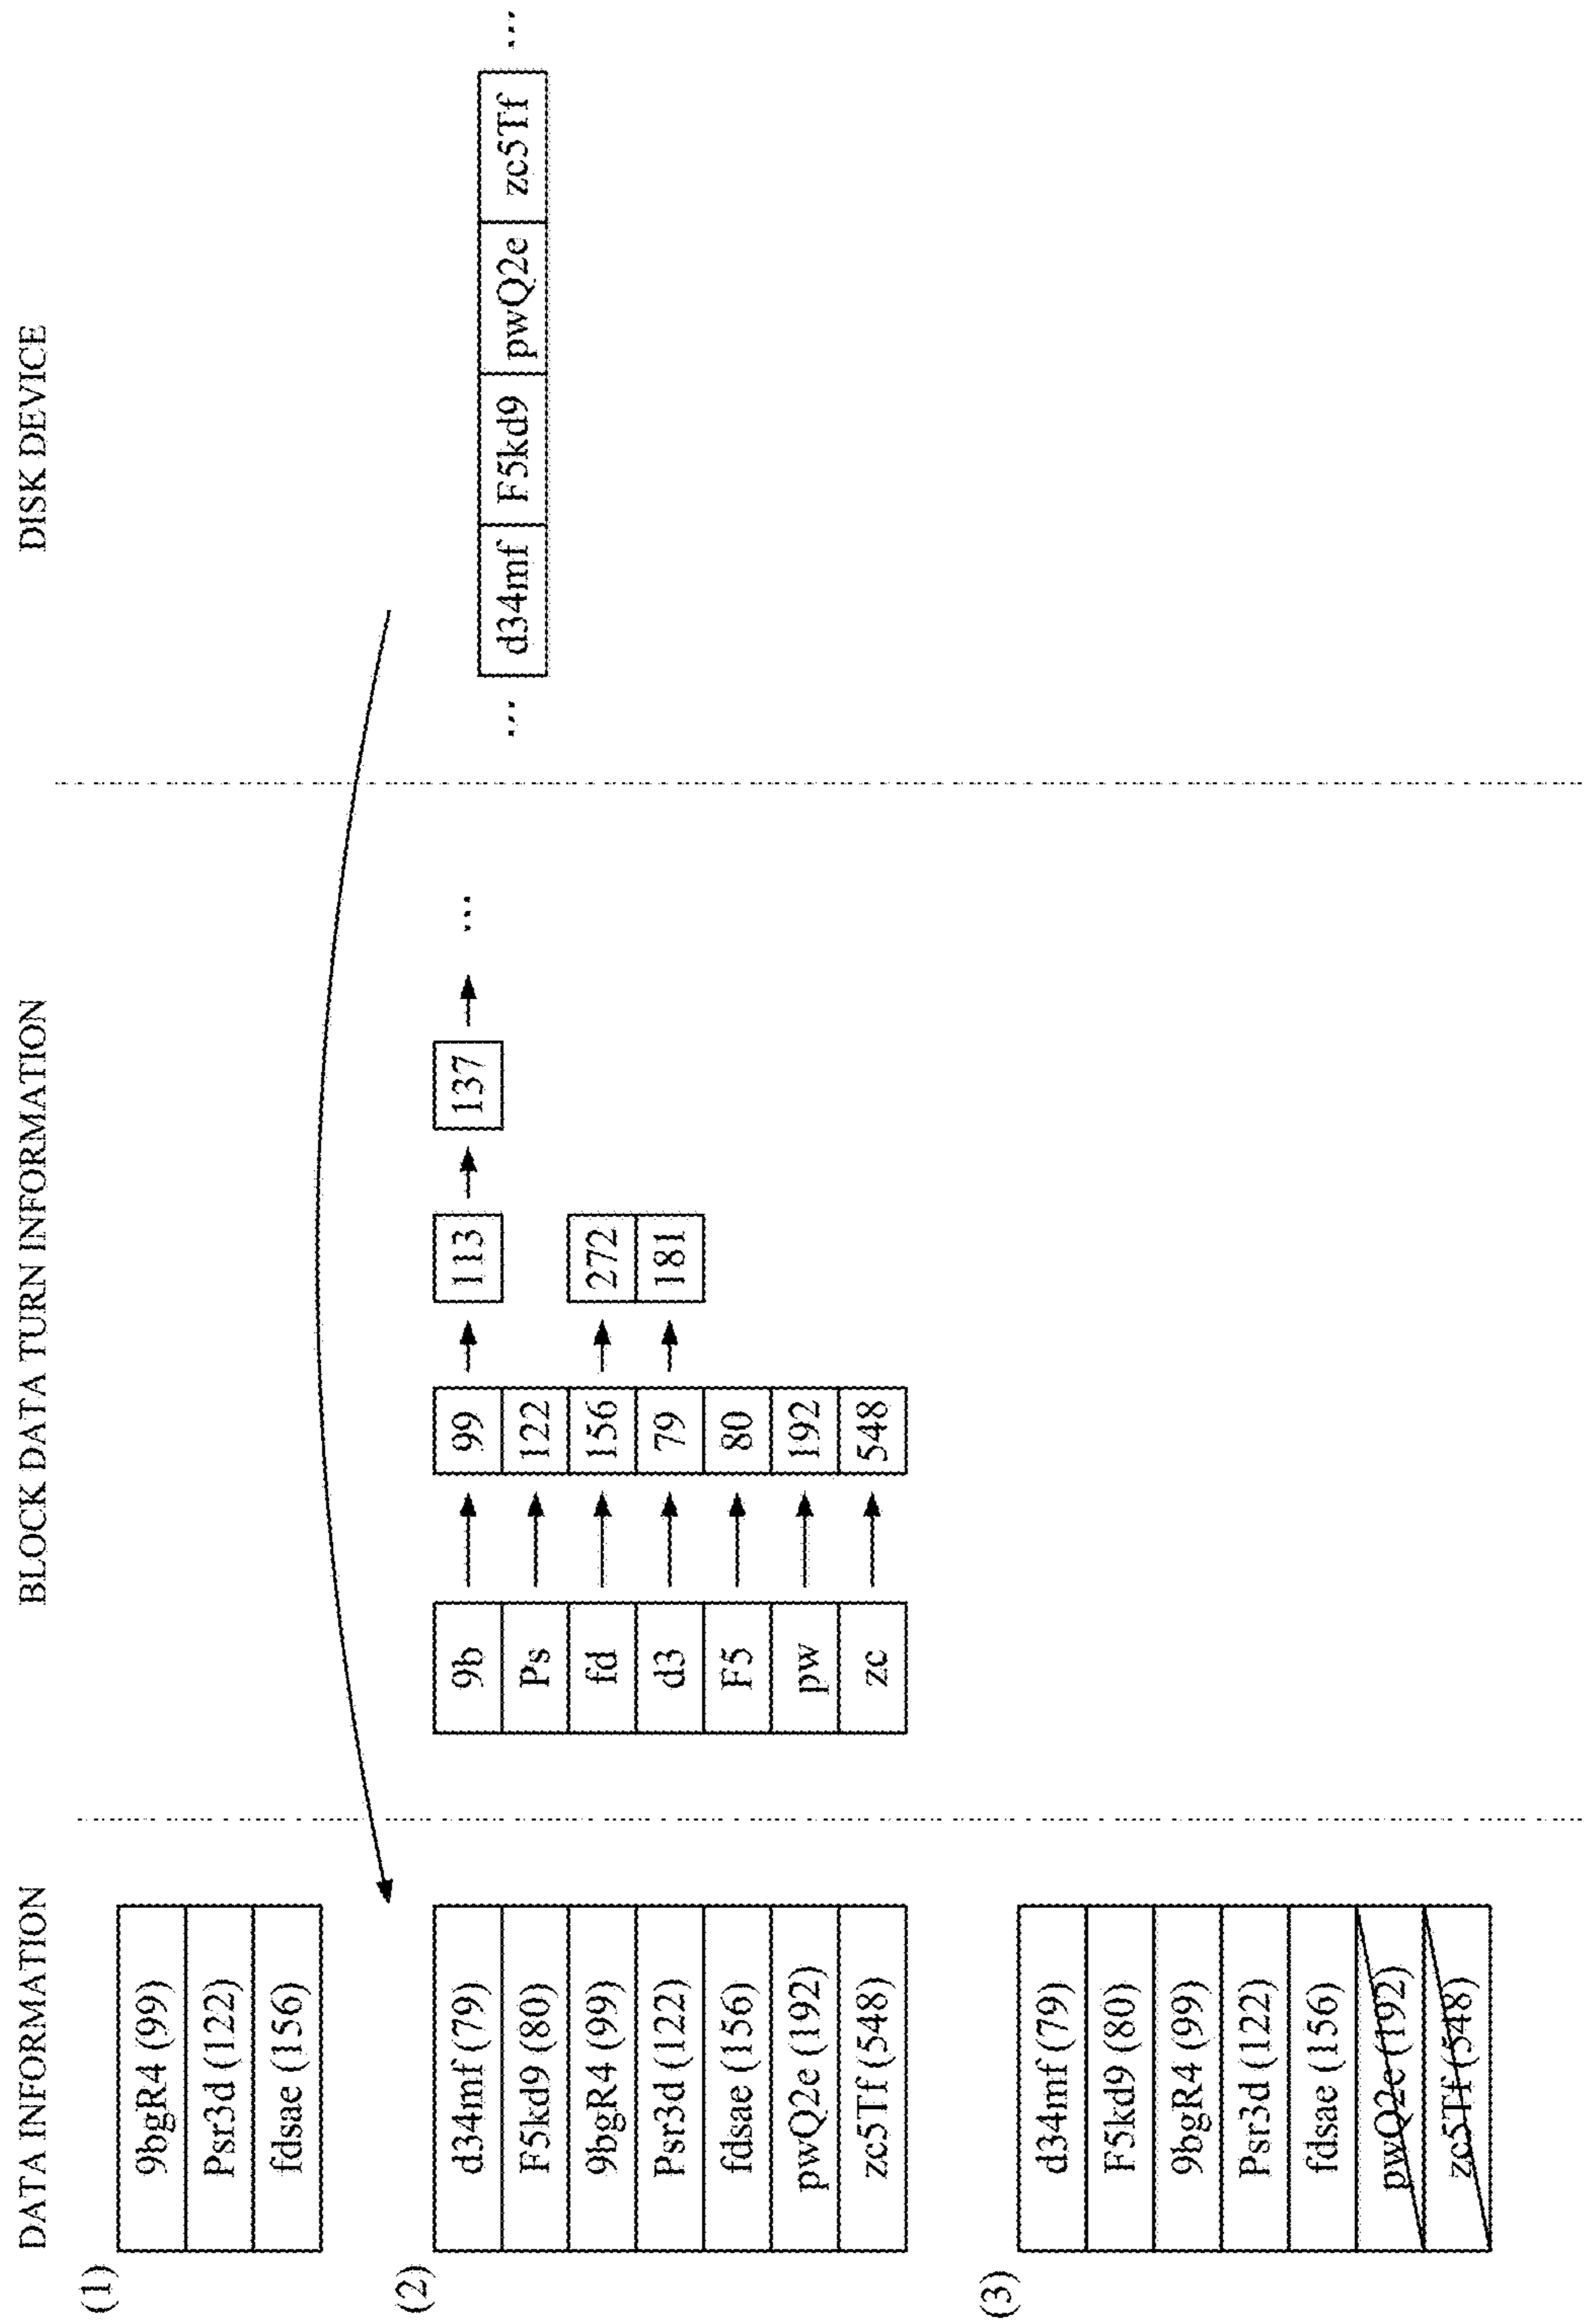 DATA INFORMATION
BLOCK DATA TURN INFORMATION
DISK DEVICE
(1)
9bgR4 (99)
Psr3d (122)
fdsae (156)
(2)
d34mf (79)
F5kd9 (80)
9bgR4 (99)
Psr3d (122)
fdsae (156)
pwQ2e (192)
zc5Tf (548)
9b 99 113 137 ...
Ps 122
fd 156 272
d3 79 181
F5 80
pw 192
zc 548
... d34mf F5kd9 pwQ2e zc5Tf ...
(3)
d34mf (79)
F5kd9 (80)
9bgR4 (99)
Psr3d (122)
fdsae (156)
pwQ2e (192)
zc5Tf (548)